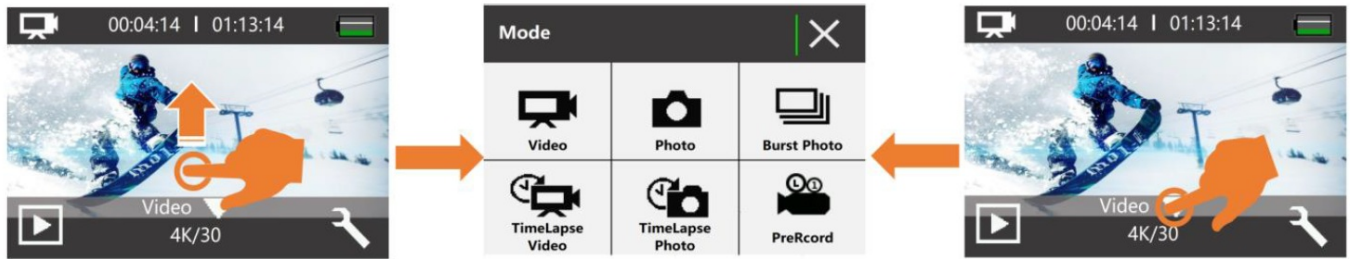 00:04:14 | 01:13:14
Video
4K/30
Mode
Video
Photo
Burst Photo
TimeLapse
Video
TimeLapse
Photo
PreRcord
00:04:14 | 01:13:14
Video
4K/30